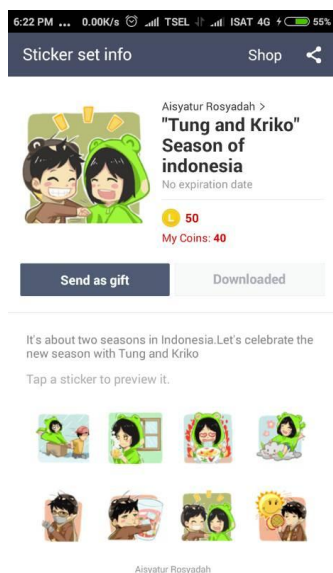 6:22 PM ... 0.00K/s TSEL ISAT 4G 55%
Sticker set info Shop
Aisyatur Rosyadah >
"Tung and Kriko"
Season of
indonesia
No expiration date
L 50
My Coins: 40
Send as gift Downloaded
It's about two seasons in Indonesia.Let's celebrate the
new season with Tung and Kriko
Tap a sticker to preview it.
Aisyatur Rosyadah